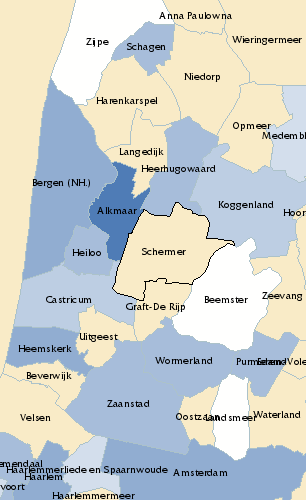 Anna Paulowna
Zijpe
Schagen
Wieringermeer
Niedorp
Harenkarspel
Opmeer
Medembl
Langedijk
Heerhugowaard
Bergen (NH.)
Koggenland
Alkmaar
Hoor
Heiloo
Schermer
Castricum
Graft-De Rijp
Beemster
Zeevang
Uitgeest
Heemskerk
Wormerland
Purmerend
Edam-Vole
Beverwijk
Zaanstad
Velsen
Oostzaan
Landsmeer
Waterland
emendaal
Haarlemmerliede en Spaarnwoude
Haarlem
Amsterdam
voort
Haarlemmermeer